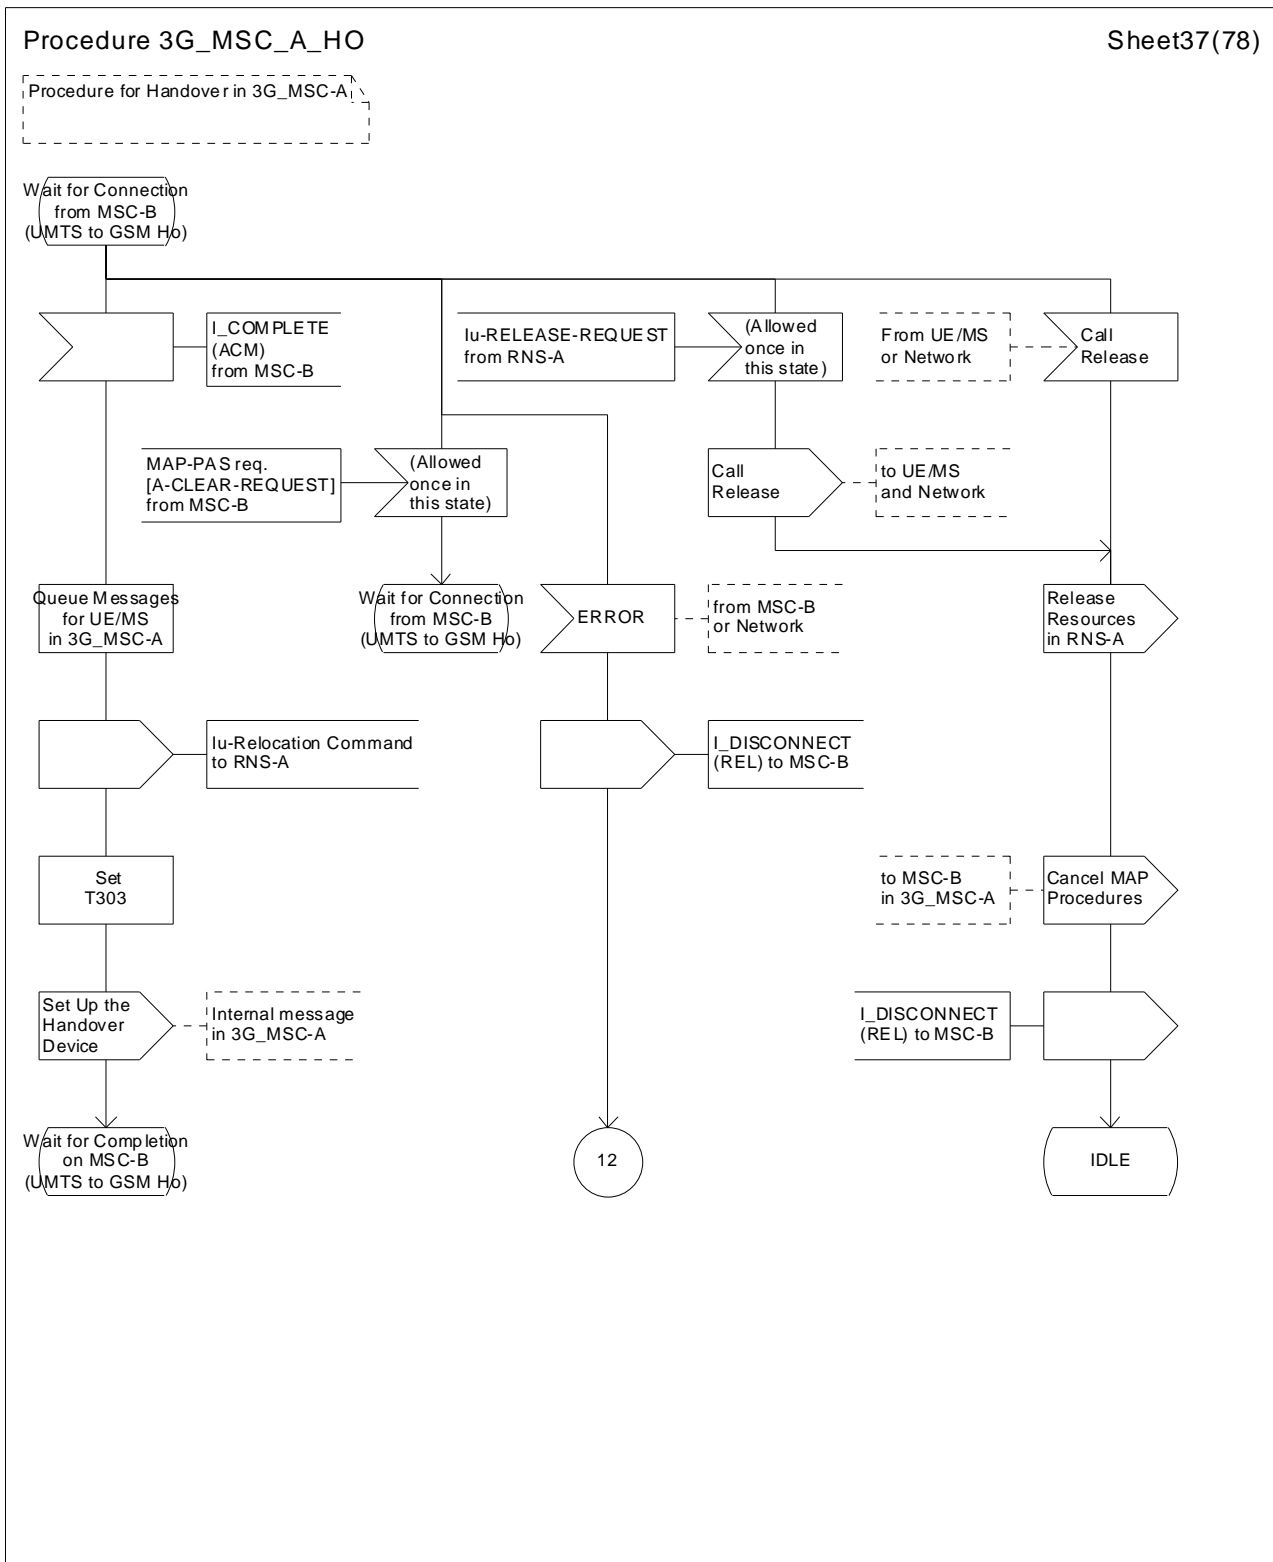 Procedure 3G_MSC_A_HO
Sheet37(78)
Procedure for Handover in 3G_MSC-A
Wait for Connection
from MSC-B
(UMTS to GSM Ho)
I_COMPLETE
(ACM)
from MSC-B
Iu-RELEASE-REQUEST
from RNS-A
(Allowed
once in
this state)
From UE/MS
or Network
Call
Release
MAP-PAS req.
[A-CLEAR-REQUEST]
from MSC-B
(Allowed
once in
this state)
Call
Release
to UE/MS
and Network
Queue Messages
for UE/MS
in 3G_MSC-A
Wait for Connection
from MSC-B
(UMTS to GSM Ho)
ERROR
from MSC-B
or Network
Release
Resources
in RNS-A
Iu-Relocation Command
to RNS-A
I_DISCONNECT
(REL) to MSC-B
Set
T303
to MSC-B
in 3G_MSC-A
Cancel MAP
Procedures
Set Up the
Handover
Device
Internal message
in 3G_MSC-A
I_DISCONNECT
(REL) to MSC-B
Wait for Completion
on MSC-B
(UMTS to GSM Ho)
12
IDLE